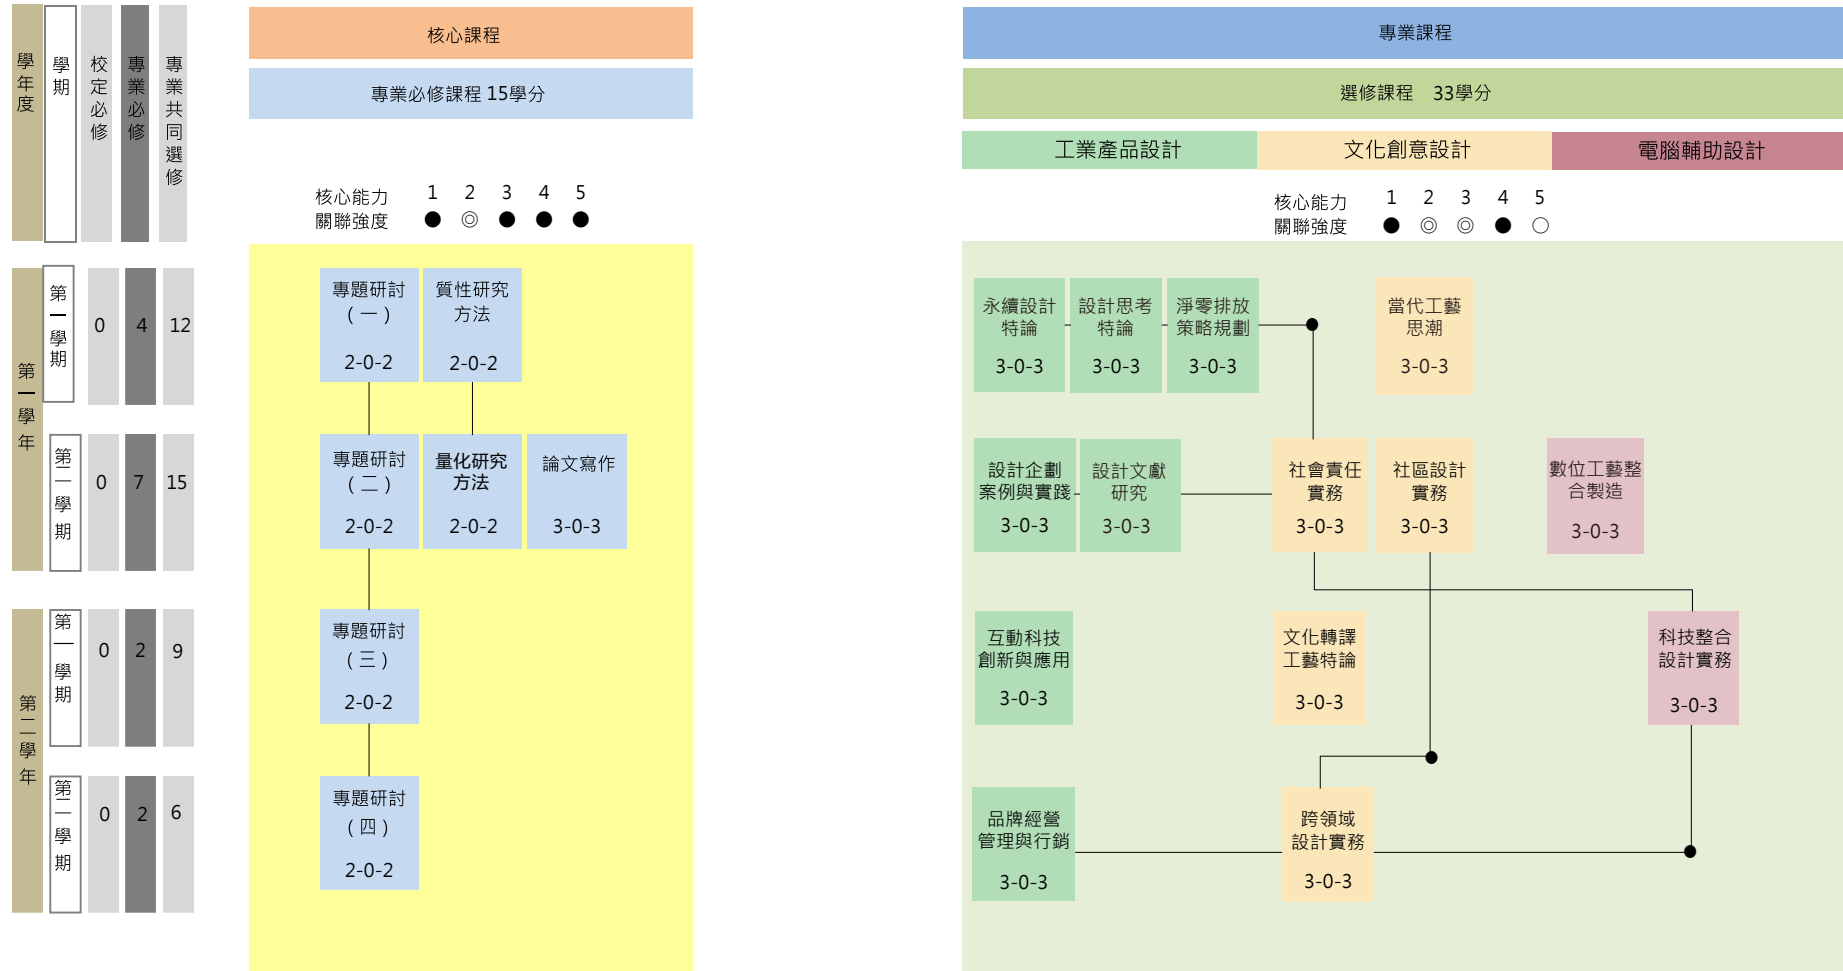 學年度
學期
校定必修
專業必修
專業共同選修
核心課程
專業必修課程 15學分
核心能力 1 2 3 4 5
關聯強度 ● ◎ ● ● ●
專業課程
選修課程 33學分
工業產品設計
文化創意設計
電腦輔助設計
核心能力 1 2 3 4 5
關聯強度 ● ◎ ◎ ● ○
第一學年
第一學期
0
4
12
專題研討
(一)
2-0-2
質性研究
方法
2-0-2
永續設計
特論
3-0-3
設計思考
特論
3-0-3
淨零排放
策略規劃
3-0-3
當代工藝
思潮
3-0-3
第二學期
0
7
15
專題研討
(二)
2-0-2
量化研究
方法
2-0-2
論文寫作
3-0-3
設計企劃
案例與實踐
3-0-3
設計文獻
研究
3-0-3
社會責任
實務
3-0-3
社區設計
實務
3-0-3
數位工藝整
合製造
3-0-3
第二學年
第一學期
0
2
9
專題研討
(三)
2-0-2
互動科技
創新與應用
3-0-3
文化轉譯
工藝特論
3-0-3
科技整合
設計實務
3-0-3
第二學期
0
2
6
專題研討
(四)
2-0-2
品牌經營
管理與行銷
3-0-3
跨領域
設計實務
3-0-3